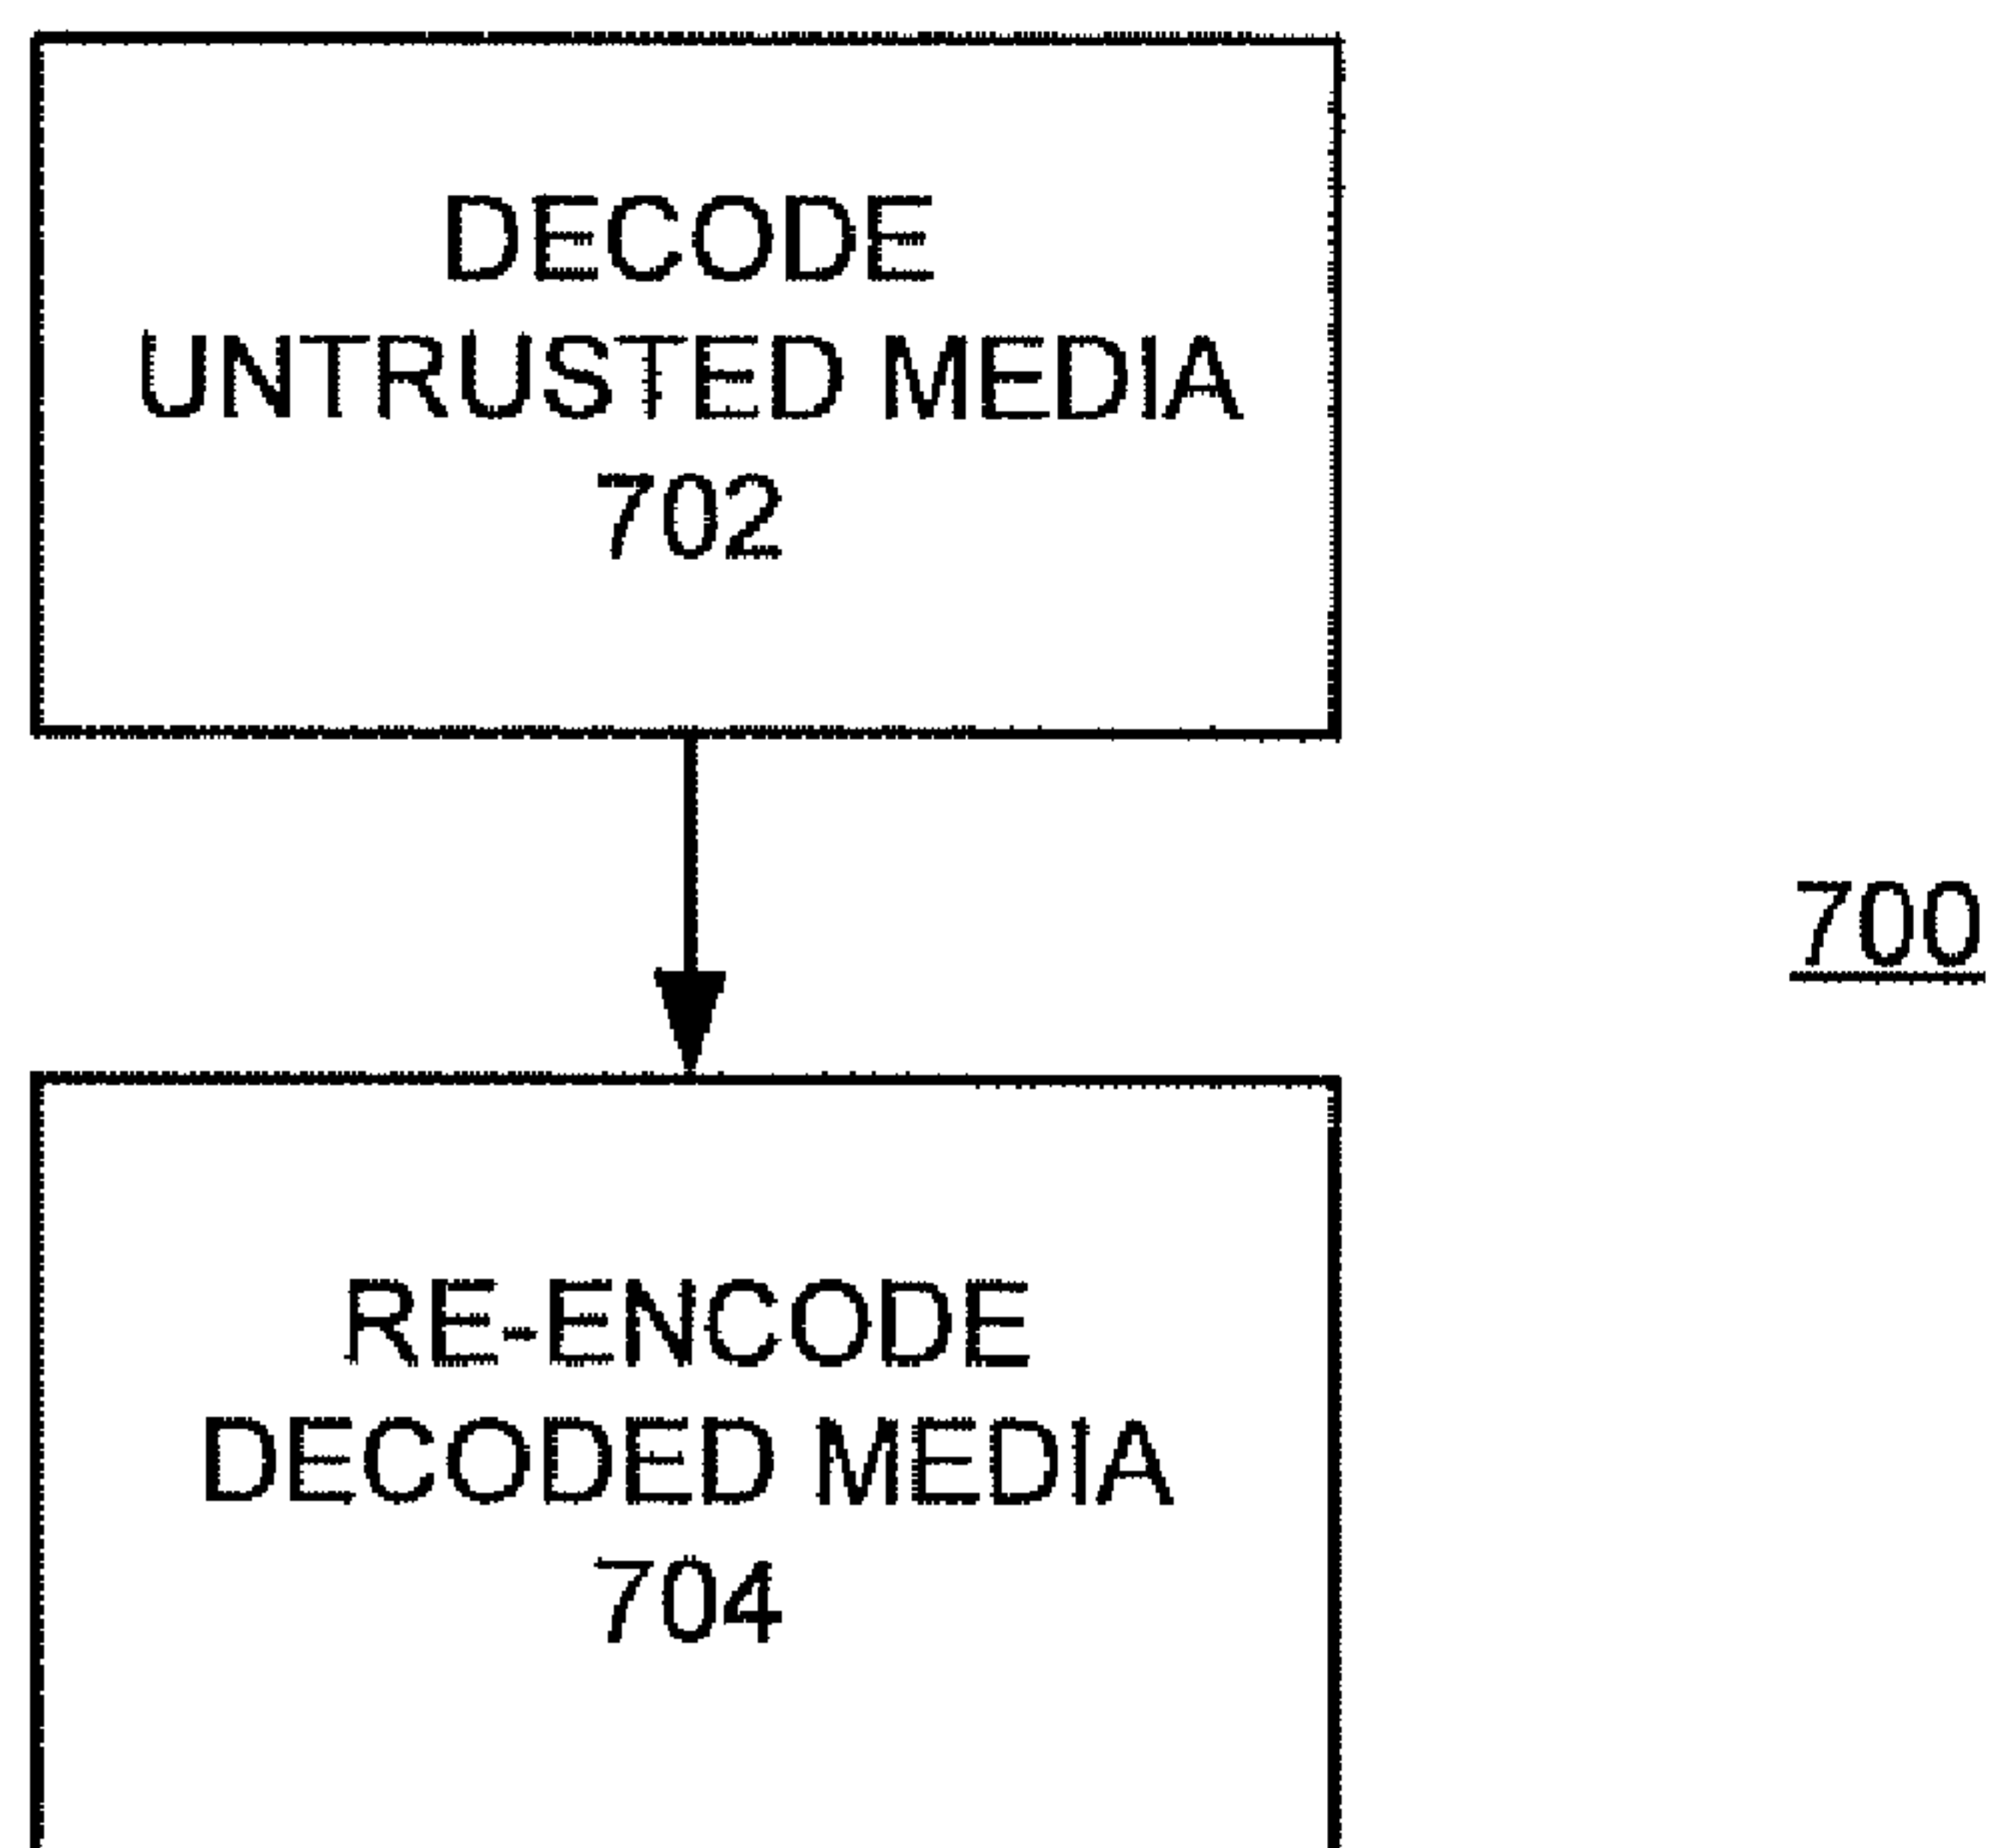 DECODE
UNTRUSTED MEDIA
702
700
RE-ENCODE
DECODED MEDIA
704